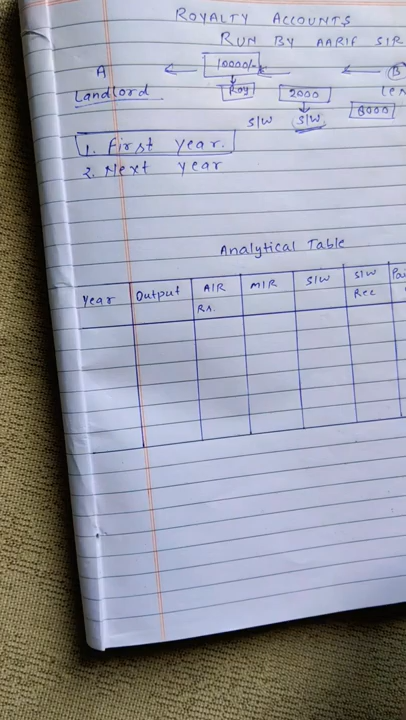 ROYALTY ACCOUNTS
RUN BY AARIF SIR
A 10000/- B
Landlord Roy 2000
S/W S/W 8000
1. First year.
2. Next year
Analytical Table
Year Output A/R M/R S/W S/W
Rs. Rec